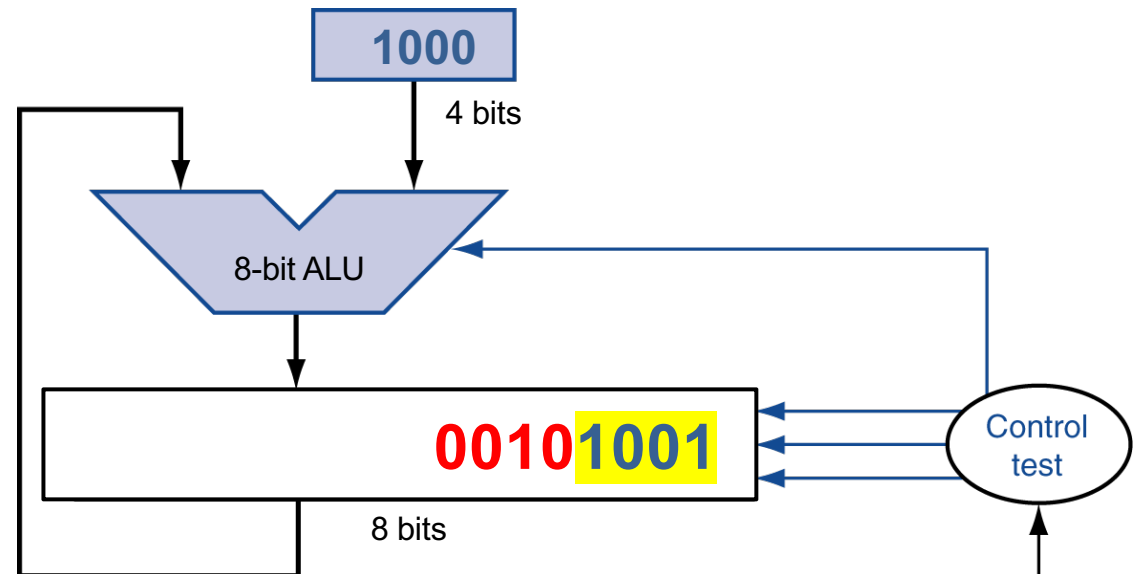 1000
4 bits
8-bit ALU
00101001
Control
test
8 bits